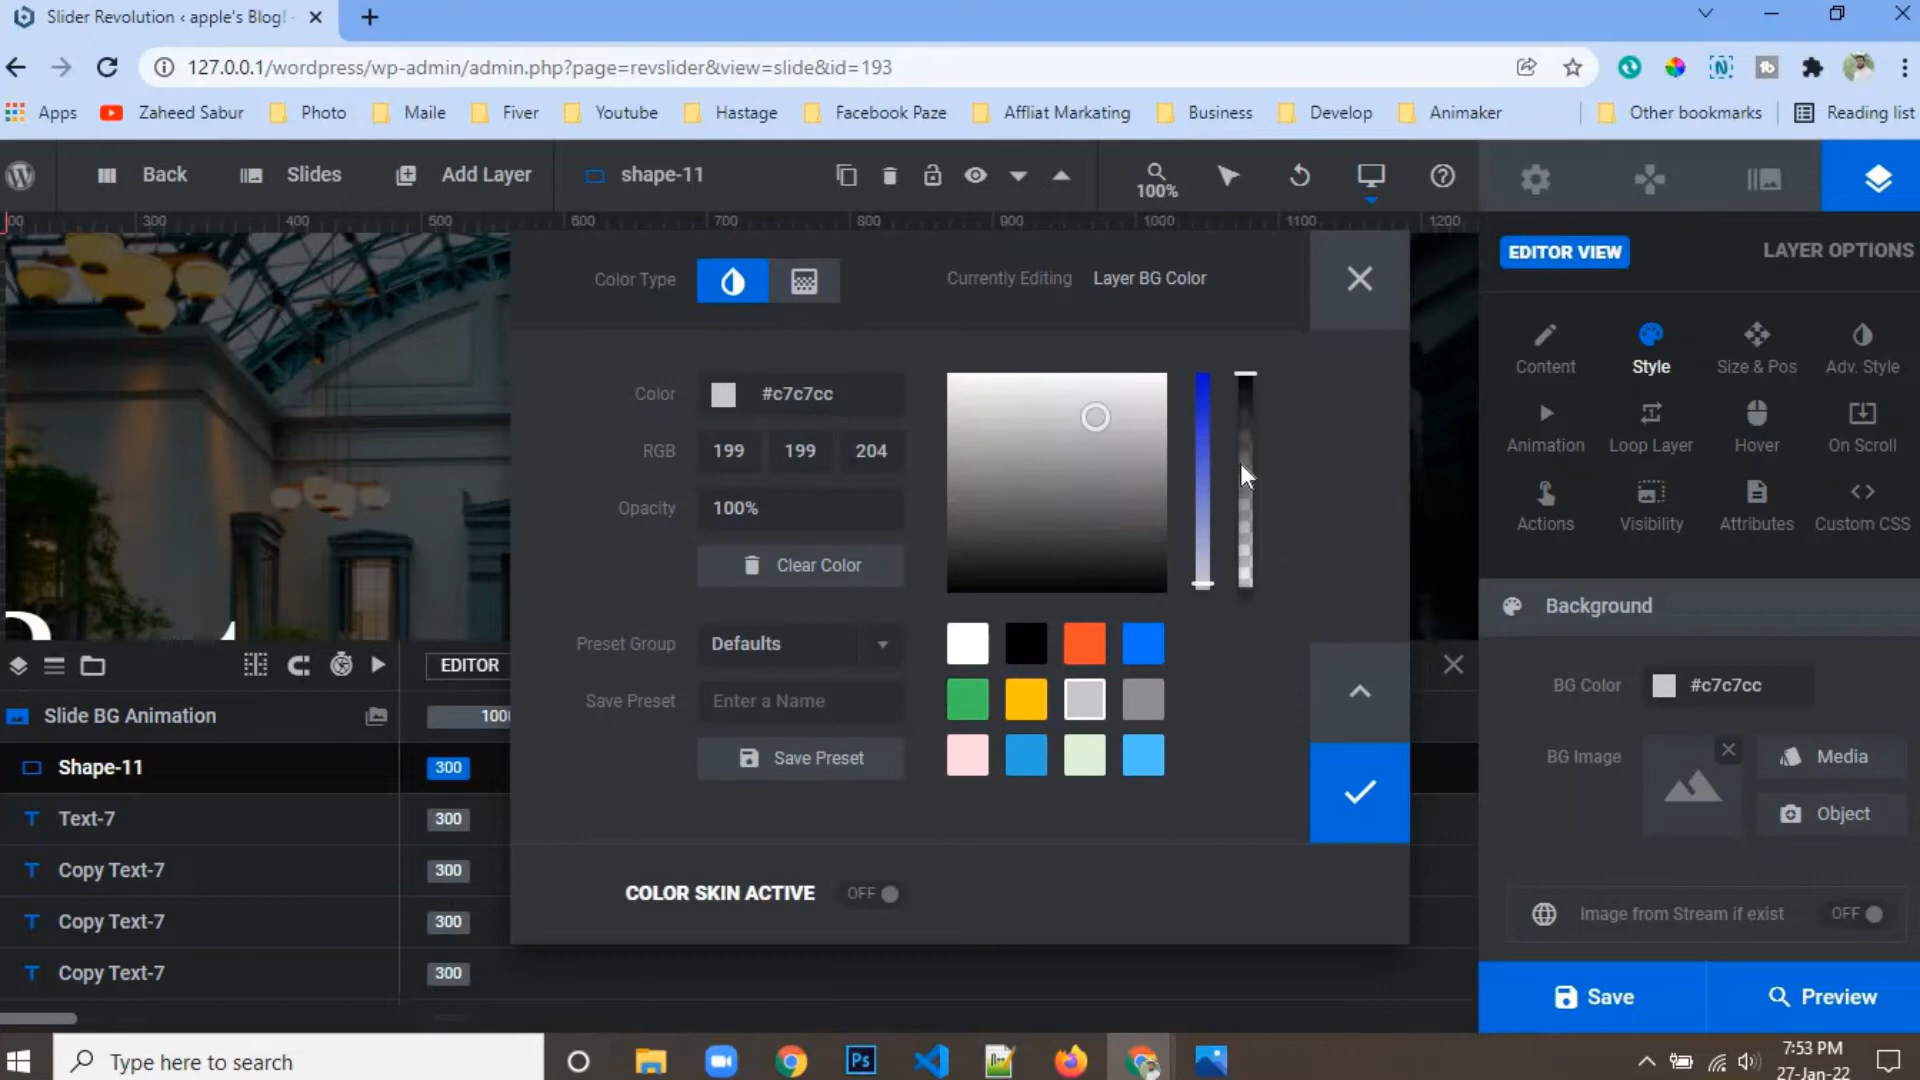 Slider Revolution ‹ apple's Blog!
127.0.0.1/wordpress/wp-admin/admin.php?page=revslider&view=slide&id=193
Apps Zaheed Sabur Photo Maile Fiver Youtube Hastage Facebook Paze Affliat Markating Business Develop Animaker Other bookmarks Reading list
Back Slides Add Layer shape-11 100%
300 400 500 600 700 800 900 1000 1100 1200
EDITOR VIEW LAYER OPTIONS
Color Type Currently Editing Layer BG Color
Content Style Size & Pos Adv. Style
Color #c7c7cc
Animation Loop Layer Hover On Scroll
RGB 199 199 204
Opacity 100%
Actions Visibility Attributes Custom CSS
Clear Color
Background
Preset Group Defaults
EDITOR
BG Color #c7c7cc
Save Preset Enter a Name
Slide BG Animation
Save Preset
BG Image Media
Shape-11 300
Object
Text-7 300
Copy Text-7 300
COLOR SKIN ACTIVE OFF
Image from Stream if exist OFF
Copy Text-7 300
Copy Text-7 300
Save Preview
Type here to search
Ps
7:53 PM
27-Jan-22